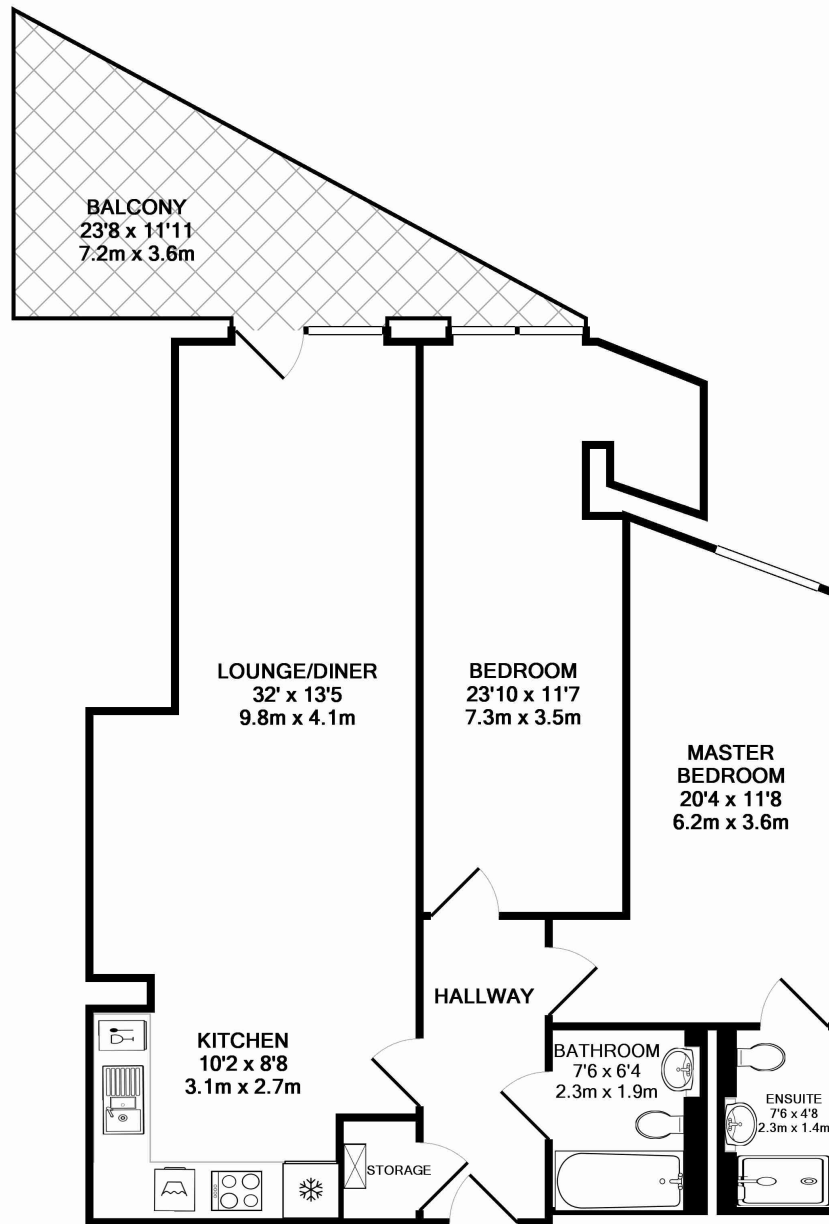 BALCONY
23'8 x 11'11
7.2m x 3.6m
LOUNGE/DINER
32' x 13'5
9.8m x 4.1m
BEDROOM
23'10 x 11'7
7.3m x 3.5m
MASTER
BEDROOM
20'4 x 11'8
6.2m x 3.6m
HALLWAY
KITCHEN
10'2 x 8'8
3.1m x 2.7m
BATHROOM
7'6 x 6'4
2.3m x 1.9m
ENSUITE
7'6 x 4'8
2.3m x 1.4m
STORAGE